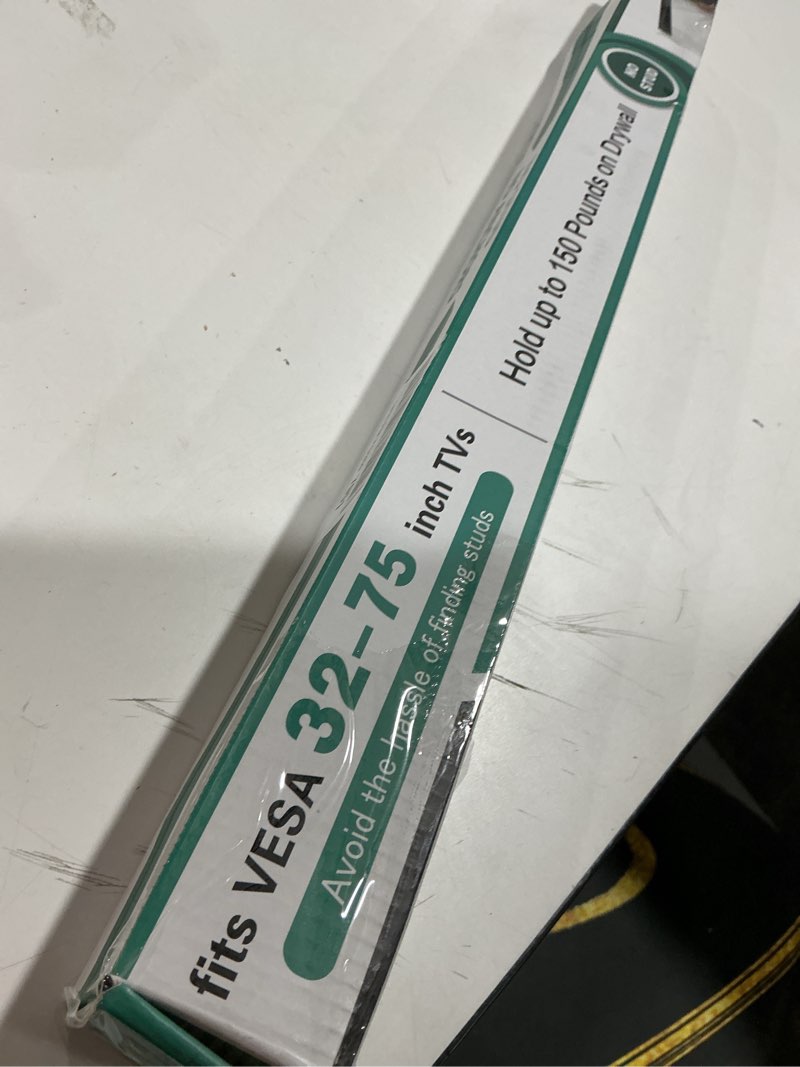 fits VESA 32-75 inch TVs
Avoid the hassle of finding studs
Hold up to 150 Pounds on Drywall
NO
STUD